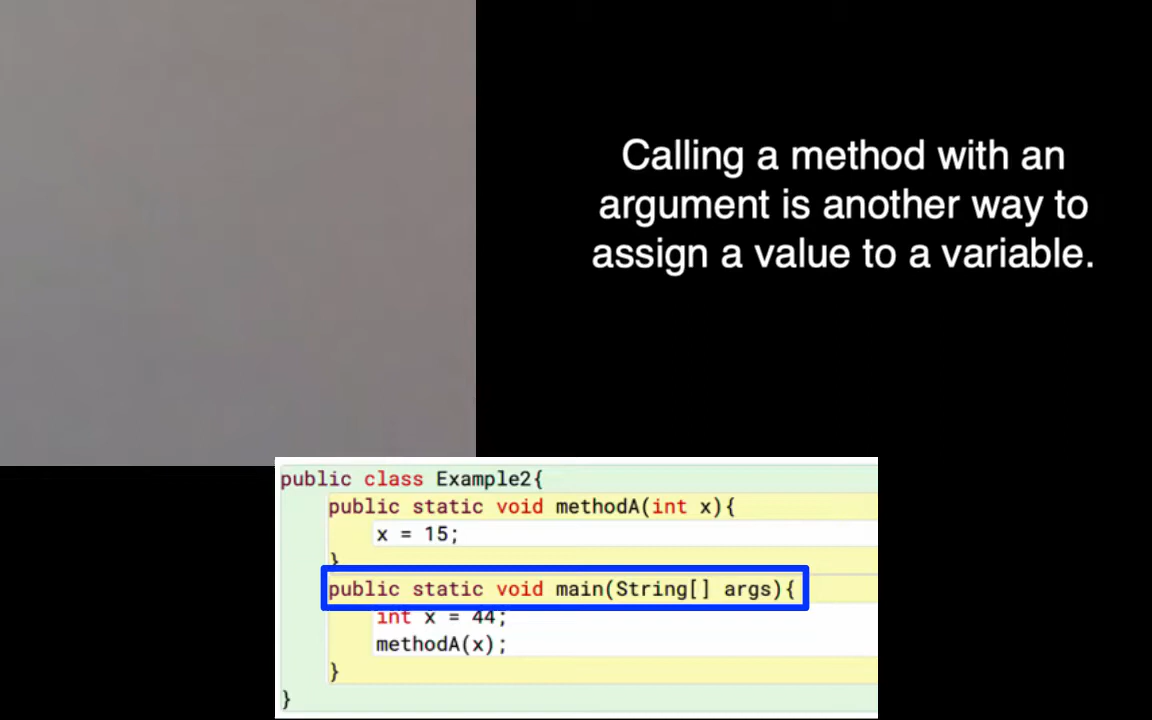 Calling a method with an
argument is another way to
assign a value to a variable.
public class Example2{
public static void methodA(int x){
x = 15;
}
public static void main(String[] args){
int x = 44;
methodA(x);
}
}